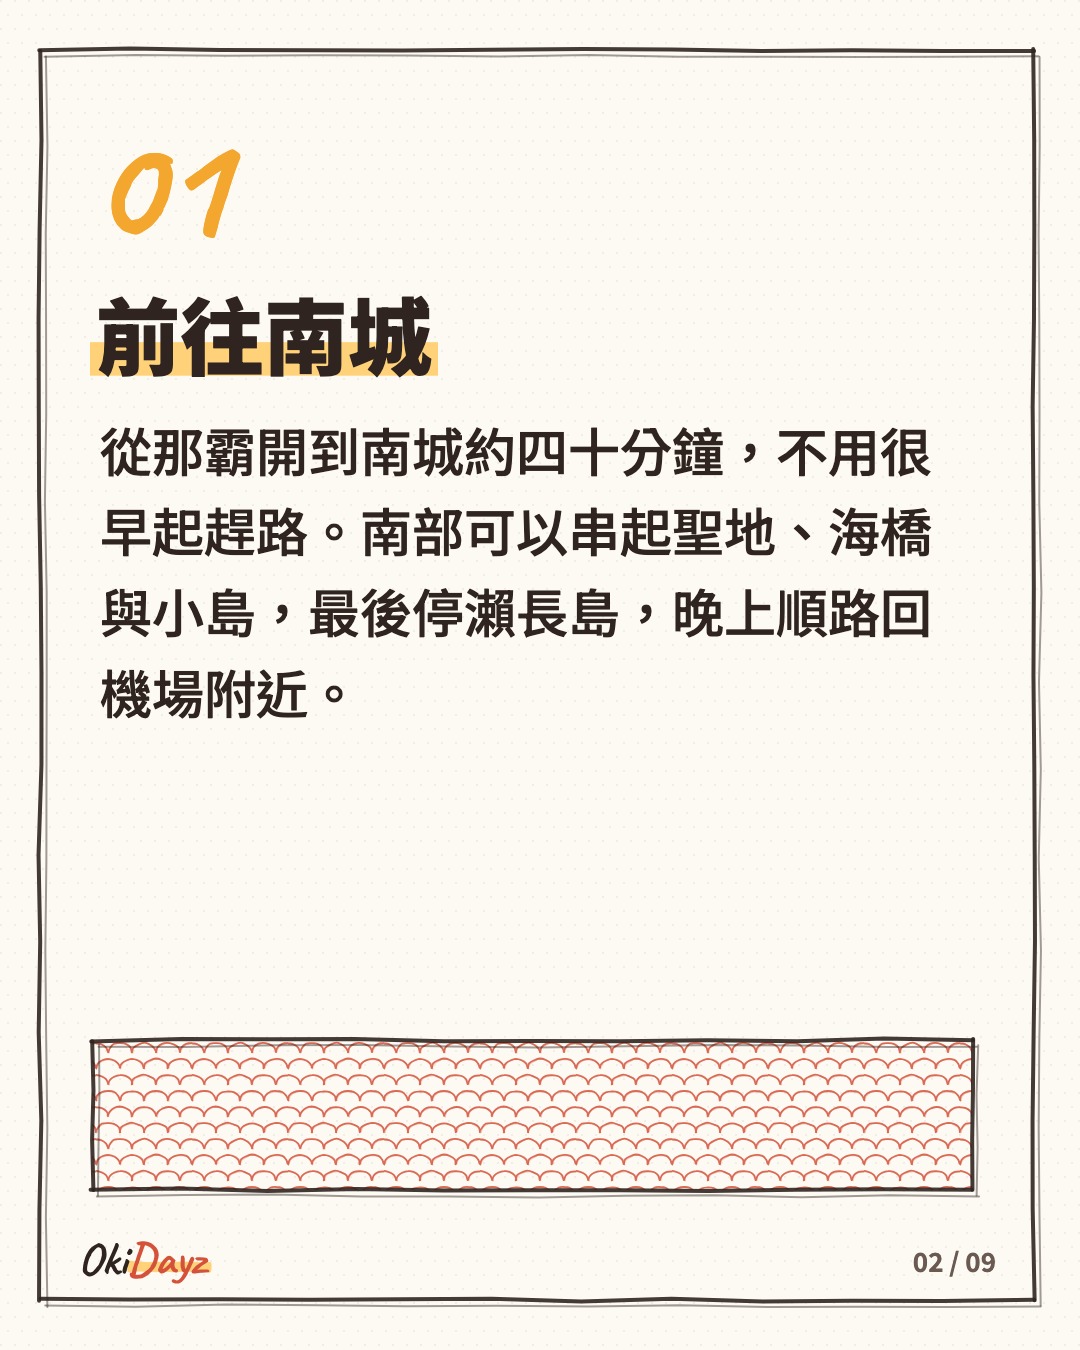 01
前往南城
從那霸開到南城約四十分鐘，不用很
早起趕路。南部可以串起聖地、海橋
與小島，最後停瀨長島，晚上順路回
機場附近。
OkiDayz
02 / 09